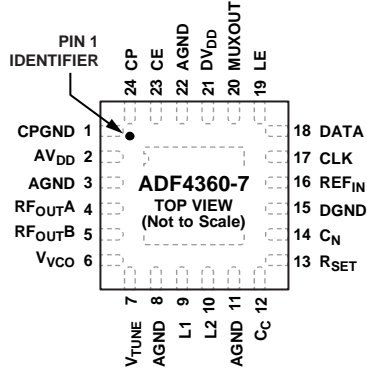 PIN 1
IDENTIFIER
24 CP
23 CE
22 AGND
21 DVDD
20 MUXOUT
19 LE
CPGND 1
AVDD 2
AGND 3
RFOUTA 4
RFOUTB 5
VVCO 6
ADF4360-7
TOP VIEW
(Not to Scale)
18 DATA
17 CLK
16 REFIN
15 DGND
14 CN
13 RSET
VTUNE 7
AGND 8
L1 9
L2 10
AGND 11
CC 12